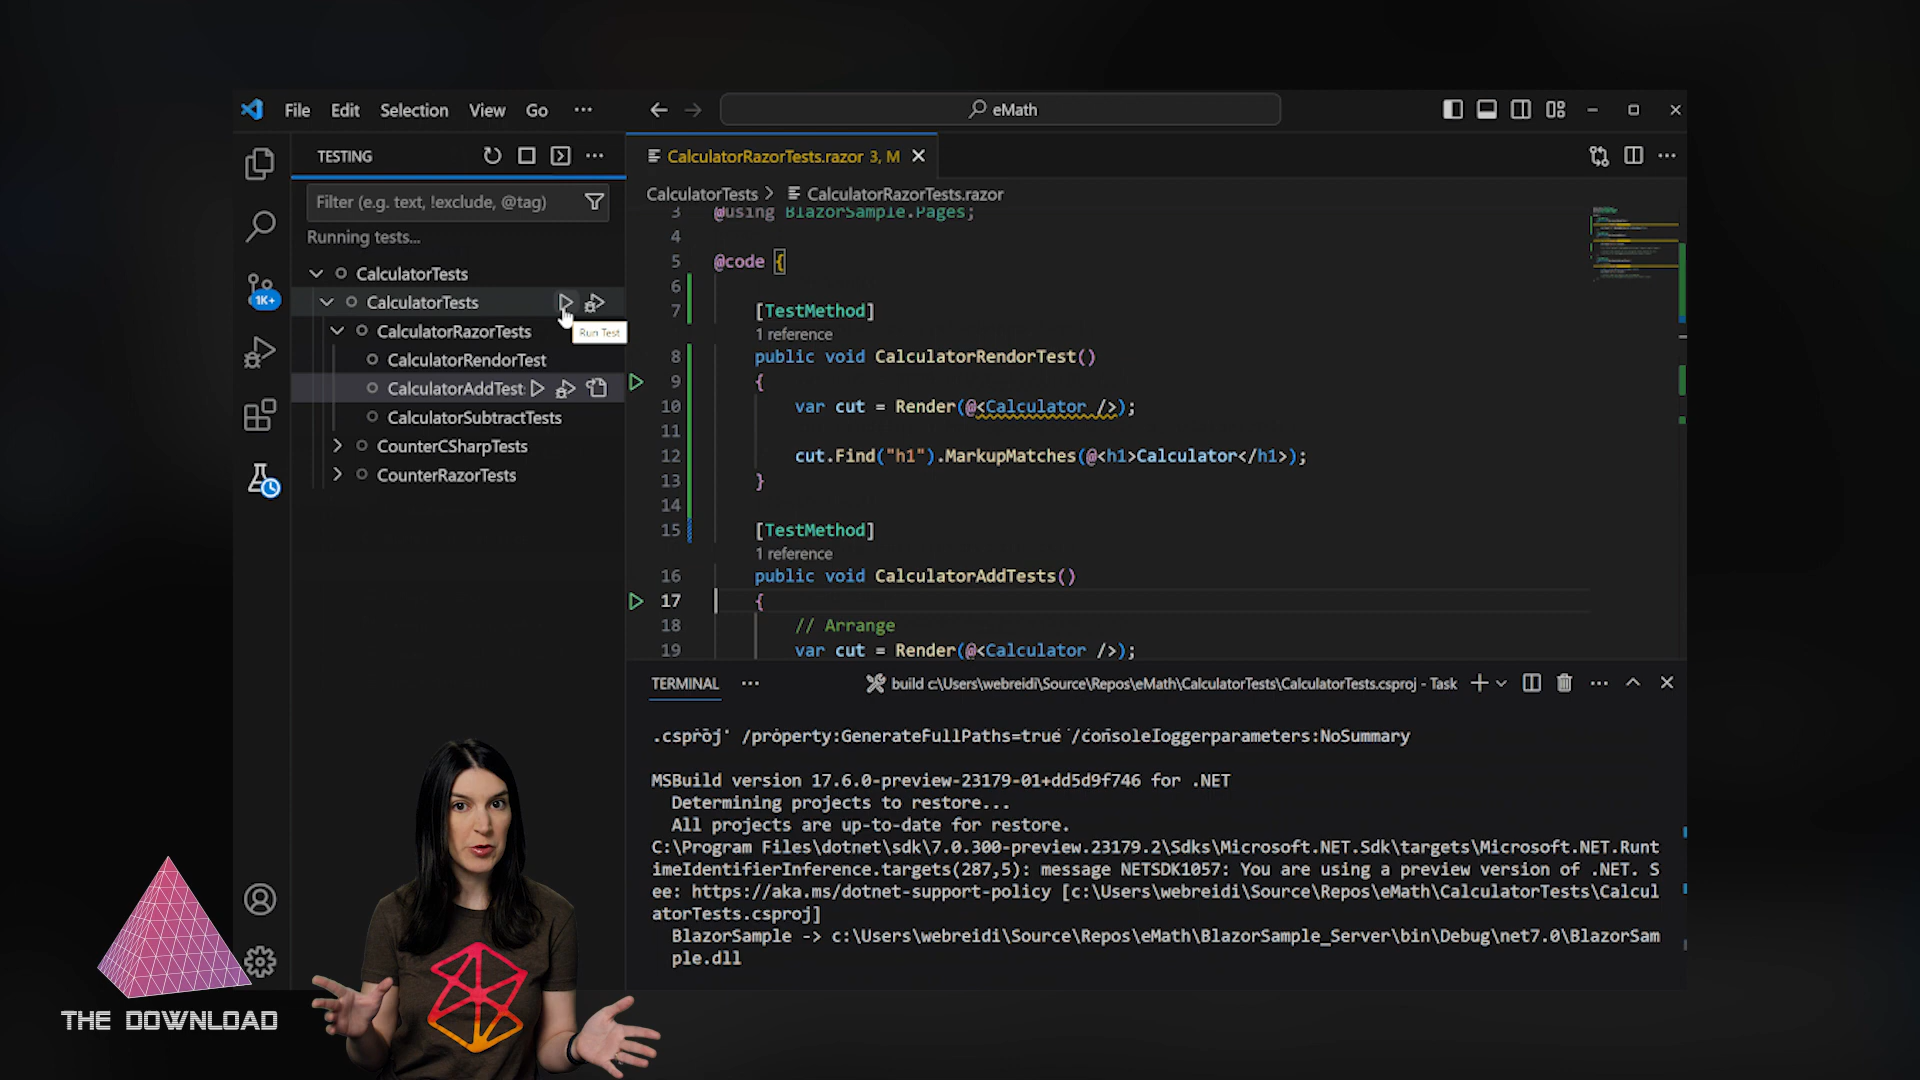 File Edit Selection View Go ···
eMath
TESTING
CalculatorRazorTests.razor 3, M
Filter (e.g. text, !exclude, @tag)
CalculatorTests > CalculatorRazorTests.razor
Running tests...
CalculatorTests
CalculatorTests
Run Test
CalculatorRazorTests
CalculatorRendorTest
CalculatorAddTest
CalculatorSubtractTests
CounterCSharpTests
CounterRazorTests
1K+
3 @using BlazorSample.Pages;
4
5 @code {
6
7 [TestMethod]
1 reference
8 public void CalculatorRendorTest()
9 {
10 var cut = Render(@<Calculator />);
11
12 cut.Find("h1").MarkupMatches(@<h1>Calculator</h1>);
13 }
14
15 [TestMethod]
1 reference
16 public void CalculatorAddTests()
17 {
18 // Arrange
19 var cut = Render(@<Calculator />);
TERMINAL ···
build c:\Users\webreidi\Source\Repos\eMath\CalculatorTests\CalculatorTests.csproj - Task
.csproj' /property:GenerateFullPaths=true /consoleloggerparameters:NoSummary
MSBuild version 17.6.0-preview-23179-01+dd5d9f746 for .NET
Determining projects to restore...
All projects are up-to-date for restore.
C:\Program Files\dotnet\sdk\7.0.300-preview.23179.2\Sdks\Microsoft.NET.Sdk\targets\Microsoft.NET.Runt
imeIdentifierInference.targets(287,5): message NETSDK1057: You are using a preview version of .NET. S
ee: https://aka.ms/dotnet-support-policy [c:\Users\webreidi\Source\Repos\eMath\CalculatorTests\Calcul
atorTests.csproj]
BlazorSample -> c:\Users\webreidi\Source\Repos\eMath\BlazorSample_Server\bin\Debug\net7.0\BlazorSam
ple.dll
THE DOWNLOAD